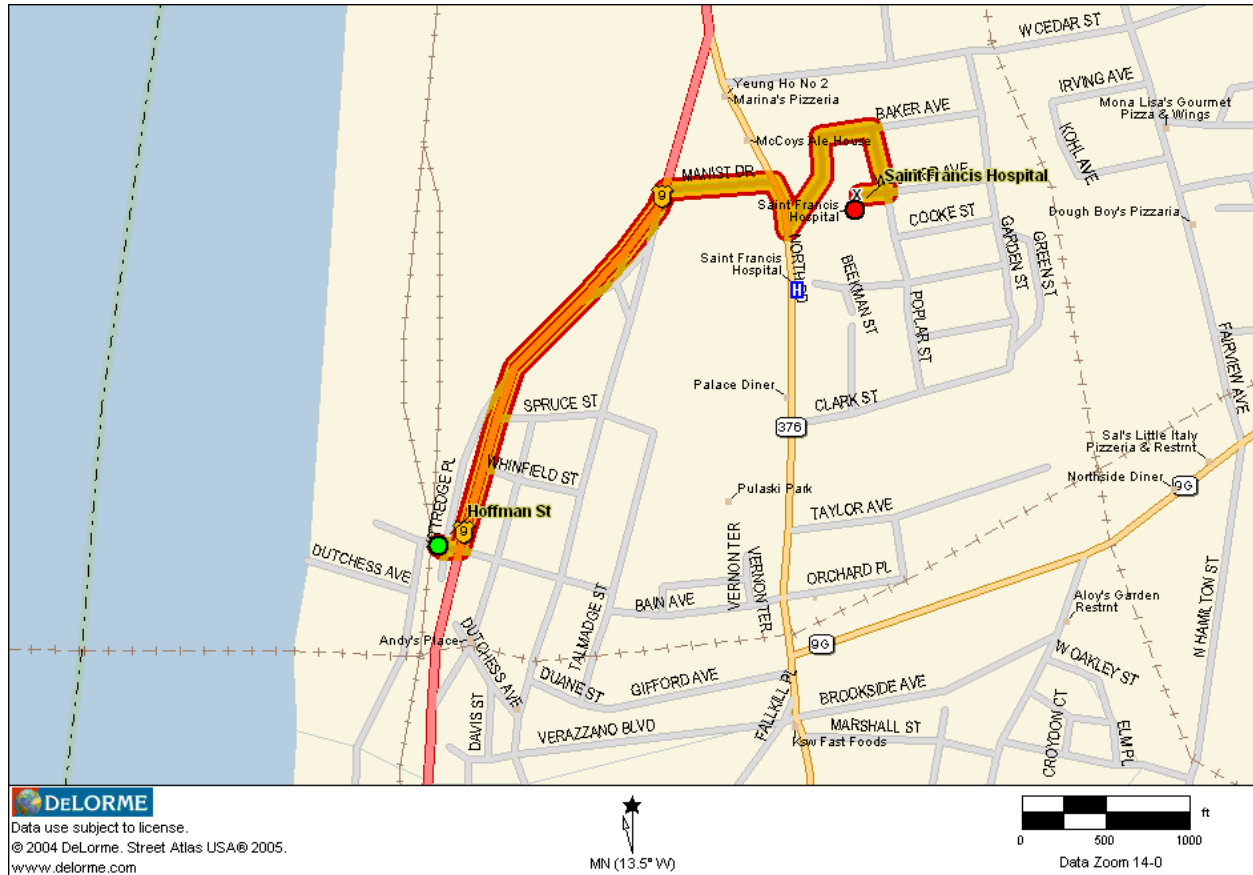 W CEDAR ST
IRVING AVE
Yeung Ho No 2
Marina's Pizzeria
Mona Lisa's Gourmet
Pizza & Wings
BAKER AVE
KOHL AVE
McCoys Ale House
MANIST DR
9
Saint Francis Hospital
X
Saint Francis
Hospital
COOKE ST
Dough Boy's Pizzaria
GARDEN ST
GREEN ST
Saint Francis
Hospital
H
BEEKMAN ST
POPLAR ST
FAIRVIEW AVE
Palace Diner
CLARK ST
SPRUCE ST
376
Sal's Little Italy
Pizzeria & Restrnt
WHINFIELD ST
Northside Diner
9G
Pulaski Park
Hoffman St
TAYLOR AVE
9
DUTCHESS AVE
VERNON TER
VERNON TER
ORCHARD PL
BAIN AVE
TALMADGE ST
Aloy's Garden
Restrnt
N HAMILTON ST
Andy's Place
DUTCHESS AVE
9G
W OAKLEY ST
DUANE ST
GIFFORD AVE
FALLKILL PL
BROOKSIDE AVE
DAVIS ST
VERAZZANO BLVD
MARSHALL ST
Ksw Fast Foods
CROYDON CT
ELM PL
DELORME
Data use subject to license.
© 2004 DeLorme. Street Atlas USA® 2005.
www.delorme.com
MN (13.5° W)
ft
0 500 1000
Data Zoom 14-0